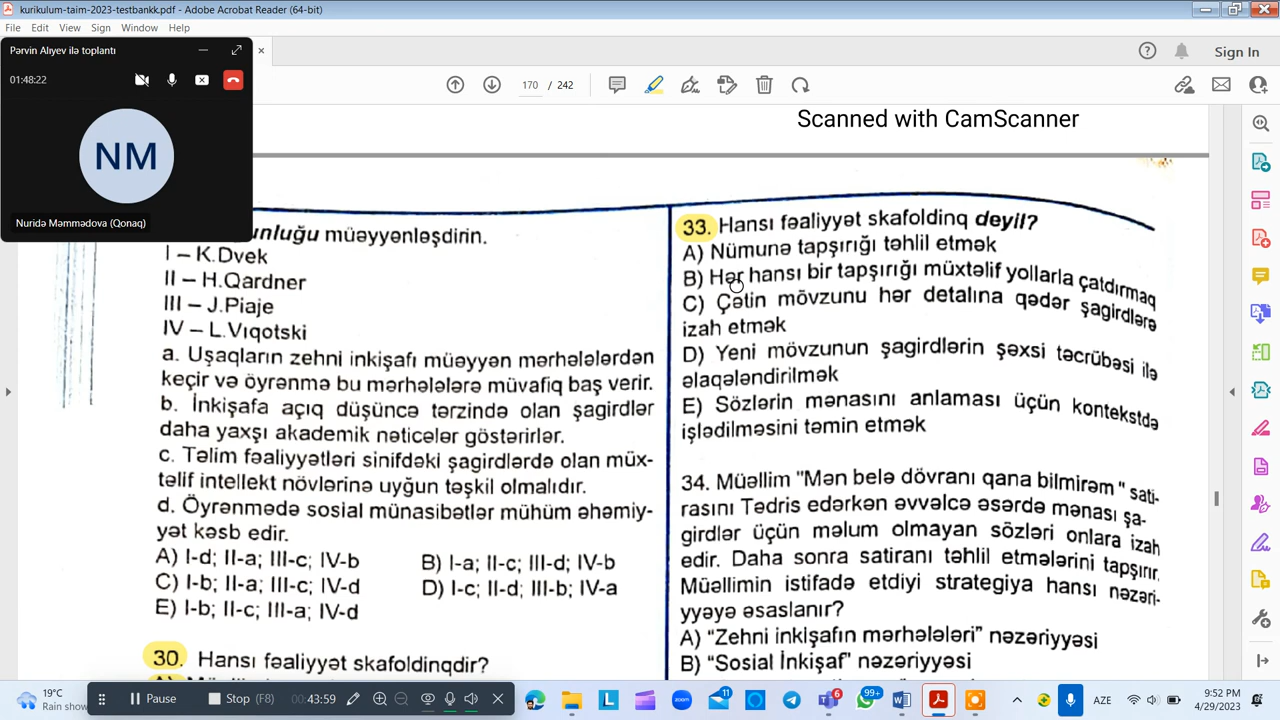 kurikulum-taim-2023-testbankk.pdf - Adobe Acrobat Reader (64-bit)
File Edit View Sign Window Help
Pərvin Alıyev ilə toplantı
01:48:22
NM
Nuridə Məmmədova (Qonaq)
170 / 242
Sign In
Scanned with CamScanner
unluğu müəyyənləşdirin.
I – K.Dvek
II – H.Qardner
III – J.Piaje
IV – L.Vıqotski
a. Uşaqların zehni inkişafı müəyyən mərhələlərdən
keçir və öyrənmə bu mərhələlərə müvafiq baş verir.
b. İnkişafa açıq düşüncə tərzində olan şagirdlər
daha yaxşı akademik nəticələr göstərirlər.
c. Təlim fəaliyyətləri sinifdəki şagirdlərdə olan müx-
təlif intellekt növlərinə uyğun təşkil olmalıdır.
d. Öyrənmədə sosial münasibətlər mühüm əhəmiy-
yət kəsb edir.
A) I-d; II-a; III-c; IV-b B) I-a; II-c; III-d; IV-b
C) I-b; II-a; III-c; IV-d D) I-c; II-d; III-b; IV-a
E) I-b; II-c; III-a; IV-d
30. Hansı fəaliyyət skafoldinqdir?
33. Hansı fəaliyyət skafoldinq deyil?
A) Nümunə tapşırığı təhlil etmək
B) Hər hansı bir tapşırığı müxtəlif yollarla çatdırmaq
C) Çətin mövzunu hər detalına qədər şagirdlərə
izah etmək
D) Yeni mövzunun şagirdlərin şəxsi təcrübəsi ilə
əlaqələndirilmək
E) Sözlərin mənasını anlaması üçün kontekstdə
işlədilməsini təmin etmək
34. Müəllim "Mən belə dövranı qana bilmirəm" sati-
rasını Tədris edərkən əvvəlcə əsərdə mənası şa-
girdlər üçün məlum olmayan sözləri onlara izah
edir. Daha sonra satiranı təhlil etmələrini tapşırır.
Müəllimin istifadə etdiyi strategiya hansı nəzəri-
yyəyə əsaslanır?
A) "Zehni inkişafın mərhələləri" nəzəriyyəsi
B) "Sosial İnkişaf" nəzəriyyəsi
19°C
Rain show
Pause
Stop (F8)
00:43:59
zoom
11
6
99+
AZE
9:52 PM
4/29/2023